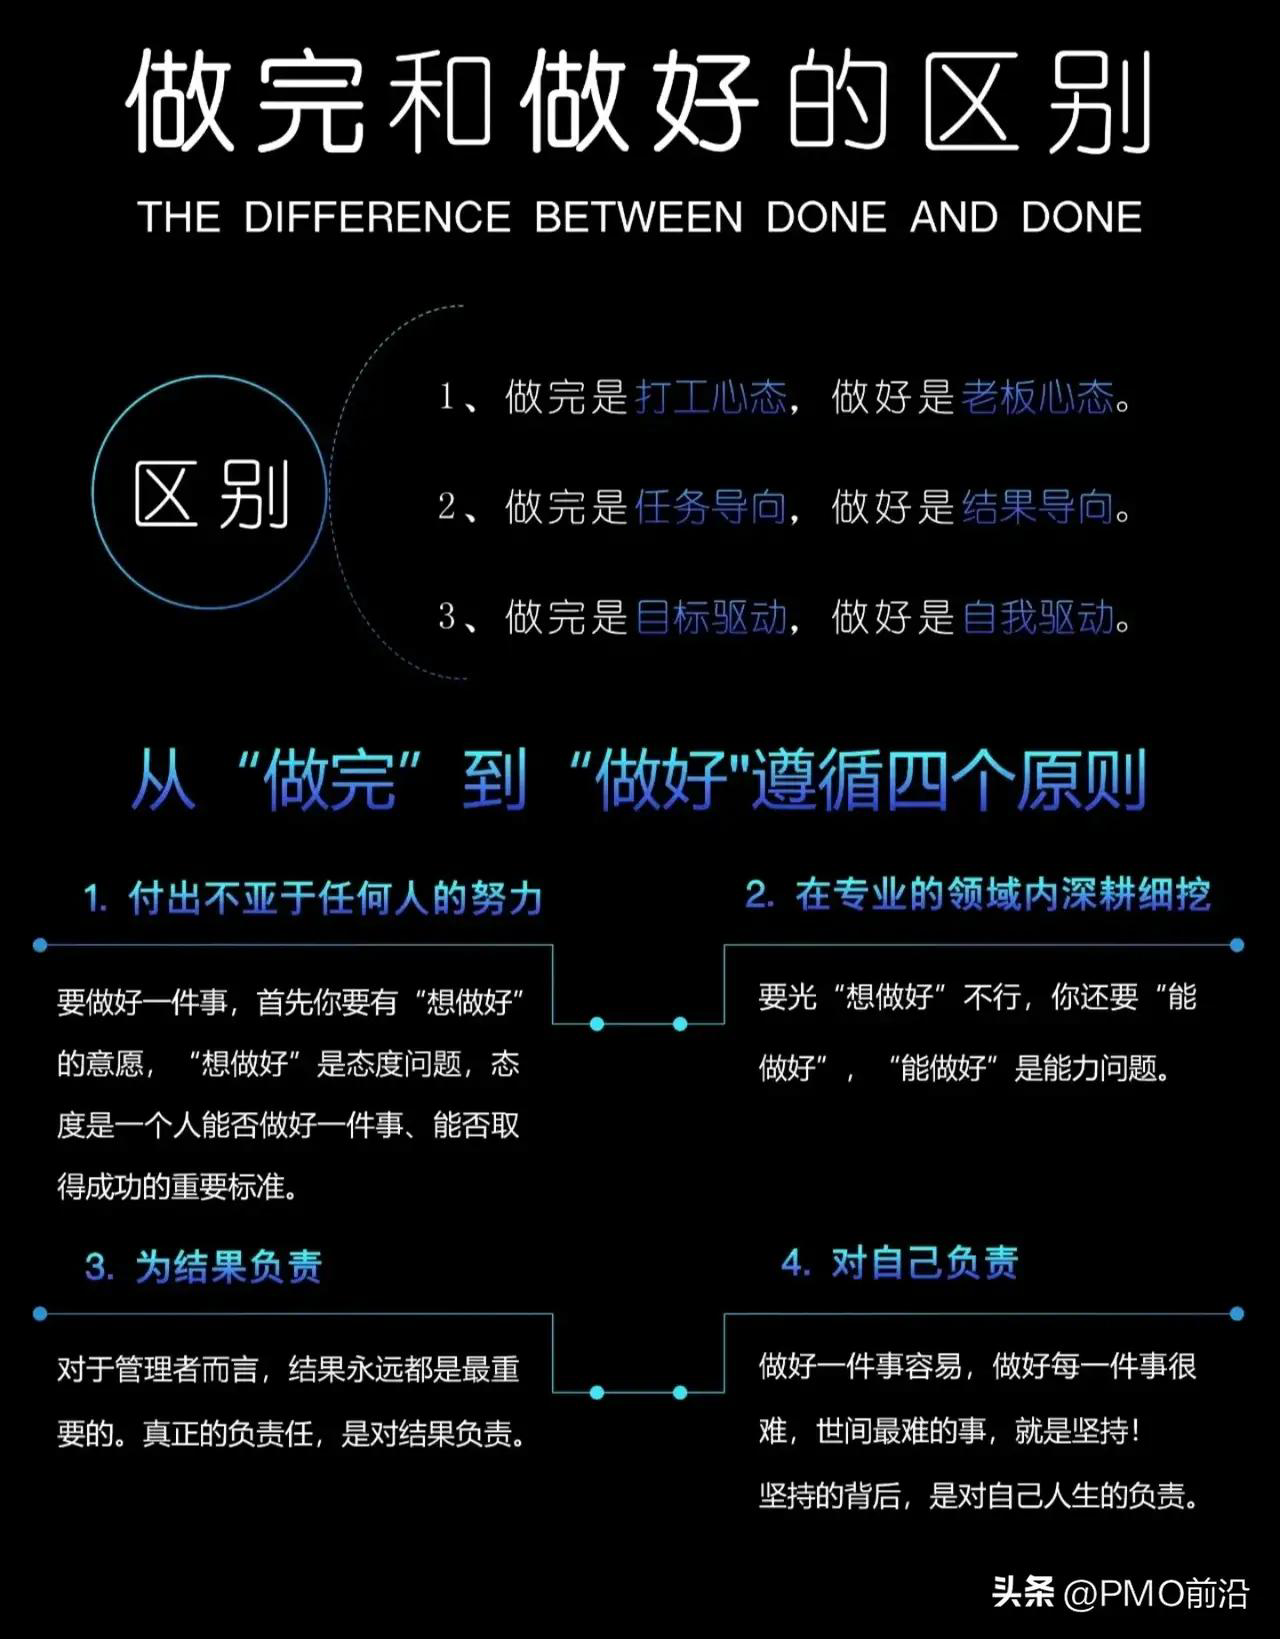 做完和做好的区别
THE DIFFERENCE BETWEEN DONE AND DONE
区别
1、做完是打工心态，做好是老板心态。
2、做完是任务导向，做好是结果导向。
3、做完是目标驱动，做好是自我驱动。
从“做完”到“做好"遵循四个原则
1. 付出不亚于任何人的努力
要做好一件事，首先你要有“想做好”
的意愿，“想做好”是态度问题，态
度是一个人能否做好一件事、能否取
得成功的重要标准。
2. 在专业的领域内深耕细挖
要光“想做好”不行，你还要“能
做好”，“能做好”是能力问题。
3. 为结果负责
对于管理者而言，结果永远都是最重
要的。真正的负责任，是对结果负责。
4. 对自己负责
做好一件事容易，做好每一件事很
难，世间最难的事，就是坚持！
坚持的背后，是对自己人生的负责。
头条 @PMO前沿